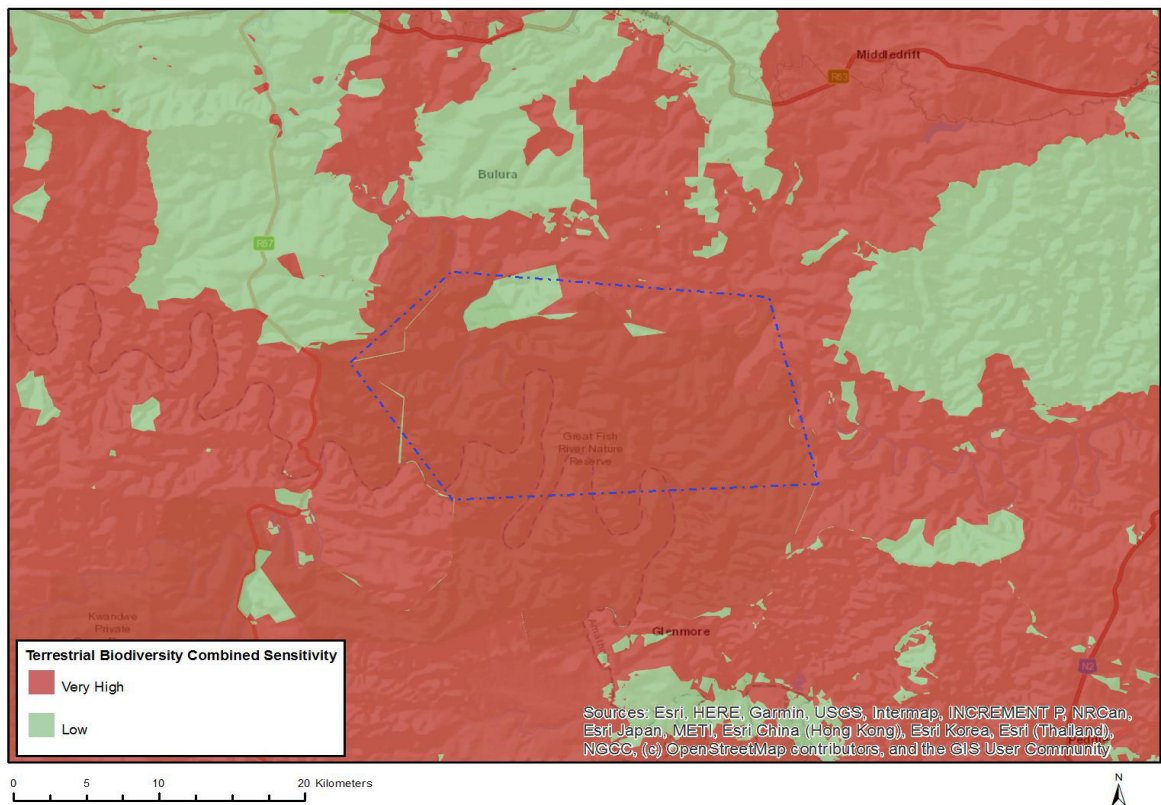 Middledrift
R63
Bulura
R67
Great Fish
River Nature
Reserve
Kwandwe
Private
Glenmore
N2
Peddie
Terrestrial Biodiversity Combined Sensitivity
Very High
Low
Sources: Esri, HERE, Garmin, USGS, Intermap, INCREMENT P, NRCan,
Esri Japan, METI, Esri China (Hong Kong), Esri Korea, Esri (Thailand),
NGCC, (c) OpenStreetMap contributors, and the GIS User Community
0 5 10 20 Kilometers
N